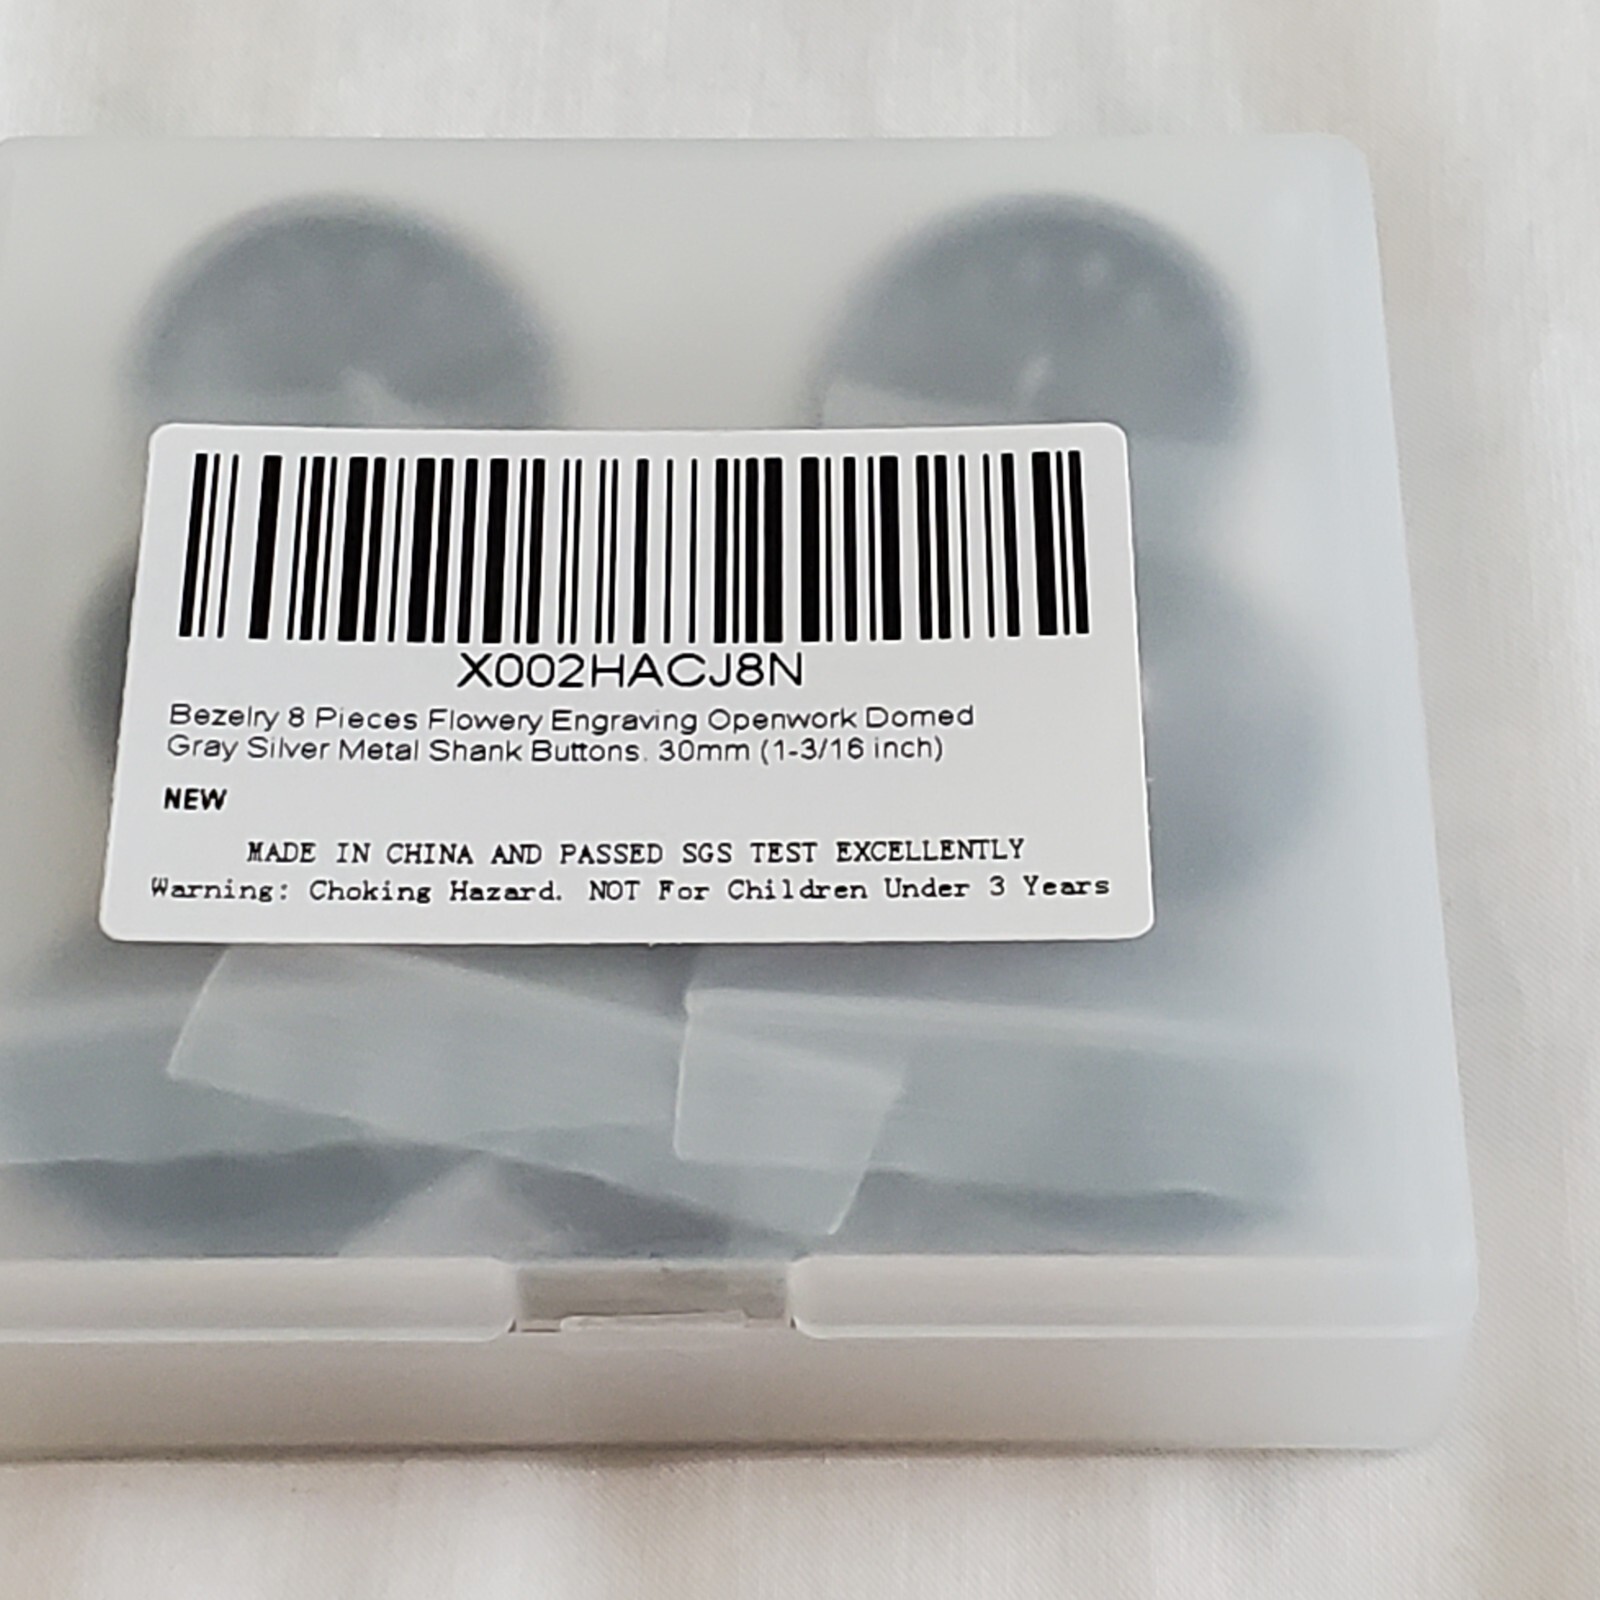 X002HACJ8N
Bezelry 8 Pieces Flowery Engraving Openwork Domed
Gray Silver Metal Shank Buttons. 30mm (1-3/16 inch)
NEW
MADE IN CHINA AND PASSED SGS TEST EXCELLENTLY
Warning: Choking Hazard. NOT For Children Under 3 Years